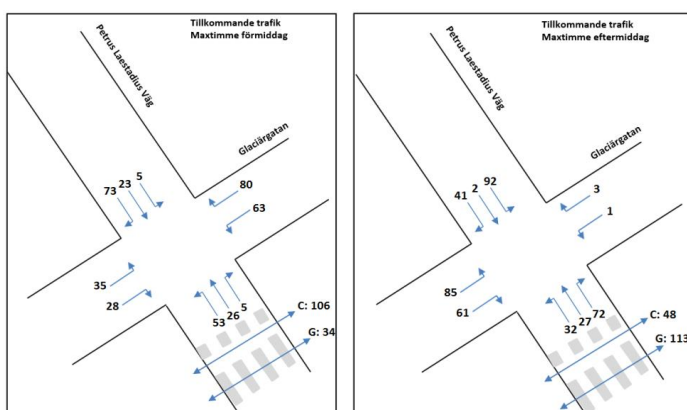 Tillkommande trafik
Maxtimme förmiddag
Petrus Laestadius Väg
Glaciärgatan
73 23 5
80
63
35
28
53 26 5
C: 106
G: 34
Tillkommande trafik
Maxtimme eftermiddag
Petrus Laestadius Väg
Glaciärgatan
41 2 92
3
1
85
61
32 27 72
C: 48
G: 113